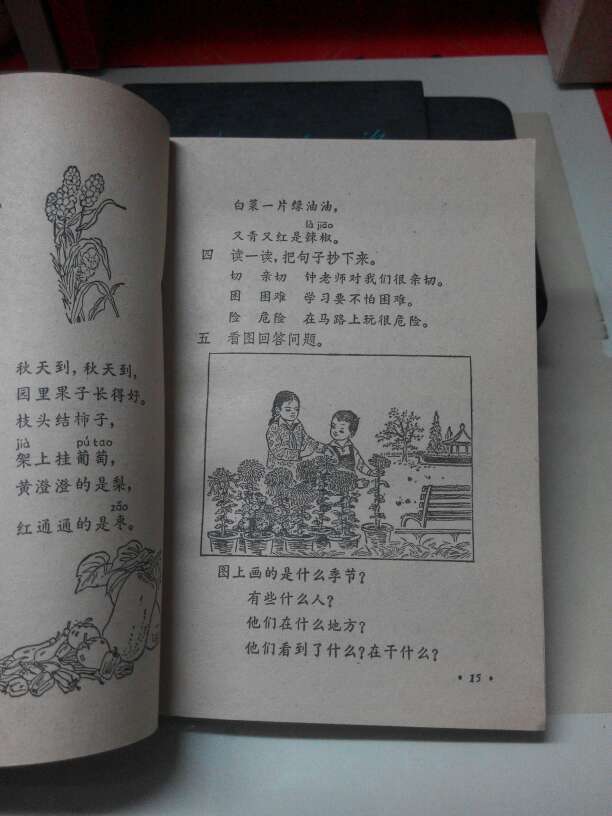 秋天到，秋天到，
园里果子长得好。
枝头结柿子，
jià pútao
架上挂葡萄，
黄澄澄的是梨，
zǎo
红通通的是枣。
白菜一片绿油油，
là jiāo
又青又红是辣椒。
四 读一读，把句子抄下来。
切 亲切 钟老师对我们很亲切。
困 困难 学习要不怕困难。
险 危险 在马路上玩很危险。
五 看图回答问题。
图上画的是什么季节？
有些什么人？
他们在什么地方？
他们看到了什么？在干什么？
·15·